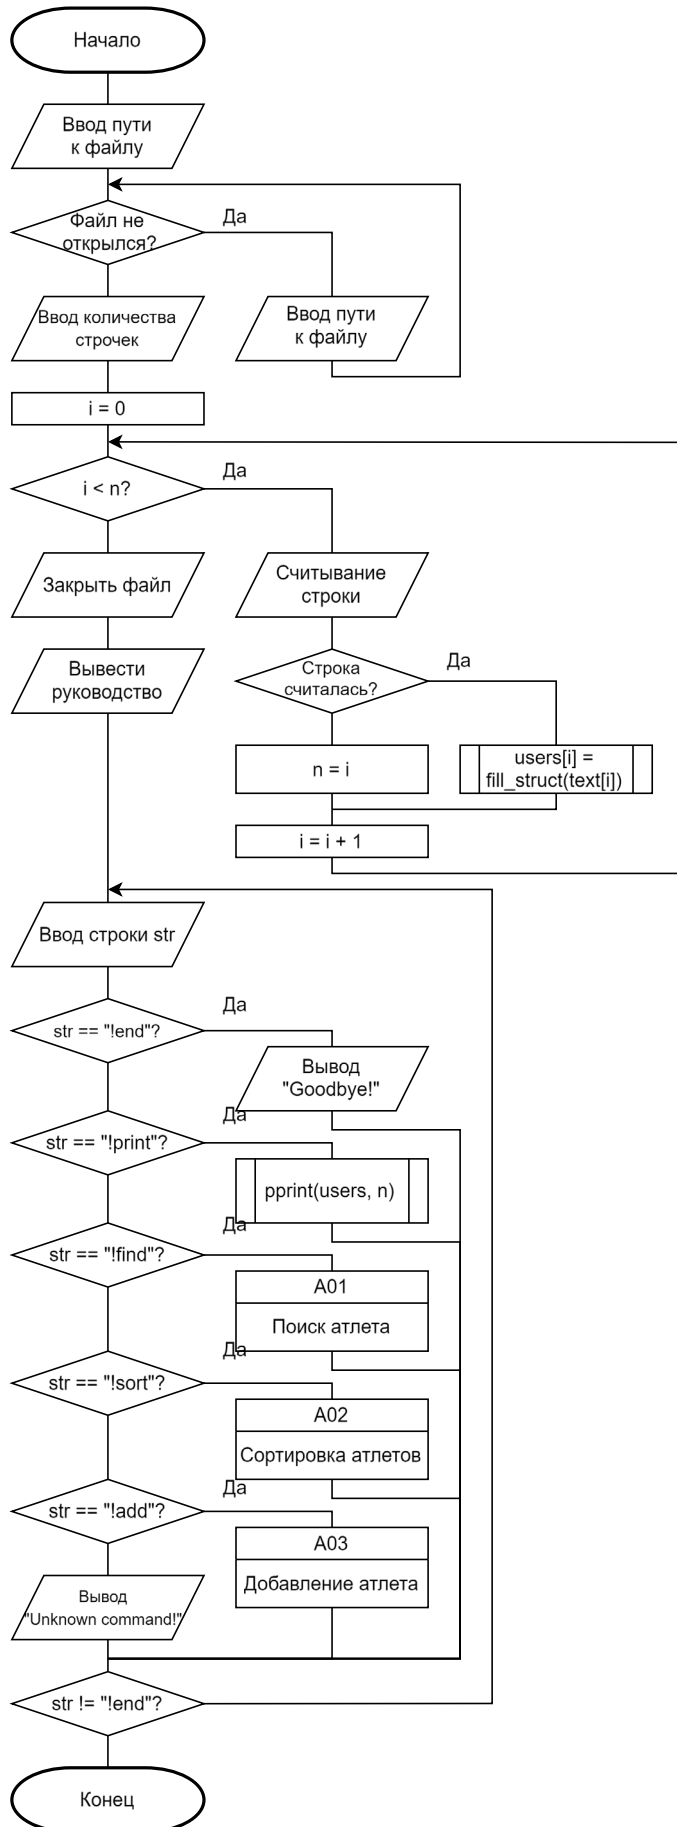 Начало
Ввод пути
к файлу
Файл не
открылся?
Да
Ввод количества
строчек
Ввод пути
к файлу
i = 0
i < n?
Да
Закрыть файл
Считывание
строки
Вывести
руководство
Строка
считалась?
Да
n = i
users[i] =
fill_struct(text[i])
i = i + 1
Ввод строки str
str == "!end"?
Да
Вывод
"Goodbye!"
str == "!print"?
Да
pprint(users, n)
str == "!find"?
Да
A01
Поиск атлета
str == "!sort"?
Да
A02
Сортировка атлетов
str == "!add"?
Да
A03
Добавление атлета
Вывод
"Unknown command!"
str != "!end"?
Конец